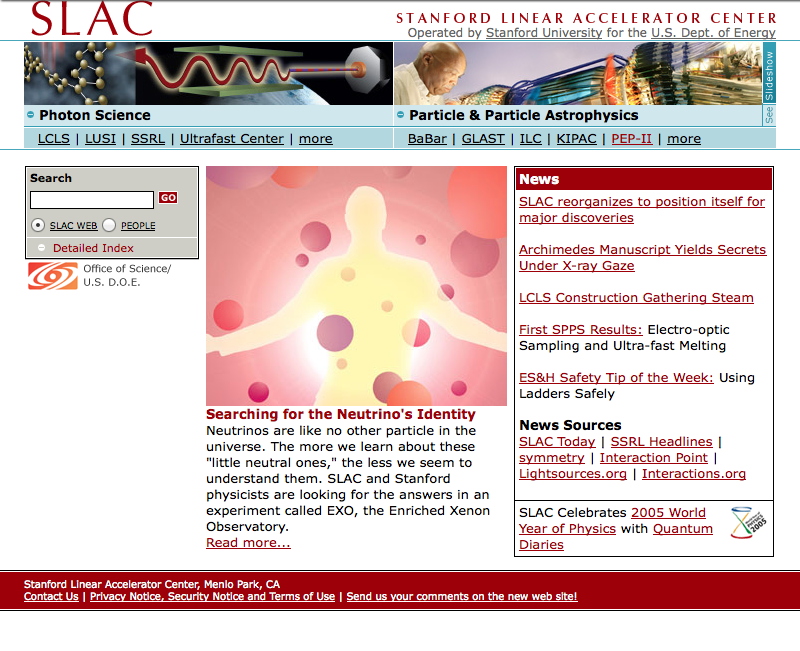 SLAC
STANFORD LINEAR ACCELERATOR CENTER
Operated by Stanford University for the U.S. Dept. of Energy
See Slideshow
Photon Science
LCLS | LUSI | SSRL | Ultrafast Center | more
Particle & Particle Astrophysics
BaBar | GLAST | ILC | KIPAC | PEP-II | more
Search
GO
SLAC WEB PEOPLE
Detailed Index
Office of Science/
U.S. D.O.E.
Searching for the Neutrino's Identity
Neutrinos are like no other particle in the
universe. The more we learn about these
"little neutral ones," the less we seem to
understand them. SLAC and Stanford
physicists are looking for the answers in an
experiment called EXO, the Enriched Xenon
Observatory.
Read more...
News
SLAC reorganizes to position itself for
major discoveries
Archimedes Manuscript Yields Secrets
Under X-ray Gaze
LCLS Construction Gathering Steam
First SPPS Results: Electro-optic
Sampling and Ultra-fast Melting
ES&H Safety Tip of the Week: Using
Ladders Safely
News Sources
SLAC Today | SSRL Headlines |
symmetry | Interaction Point |
Lightsources.org | Interactions.org
SLAC Celebrates 2005 World
Year of Physics with Quantum
Diaries
2005
Stanford Linear Accelerator Center, Menlo Park, CA
Contact Us | Privacy Notice, Security Notice and Terms of Use | Send us your comments on the new web site!